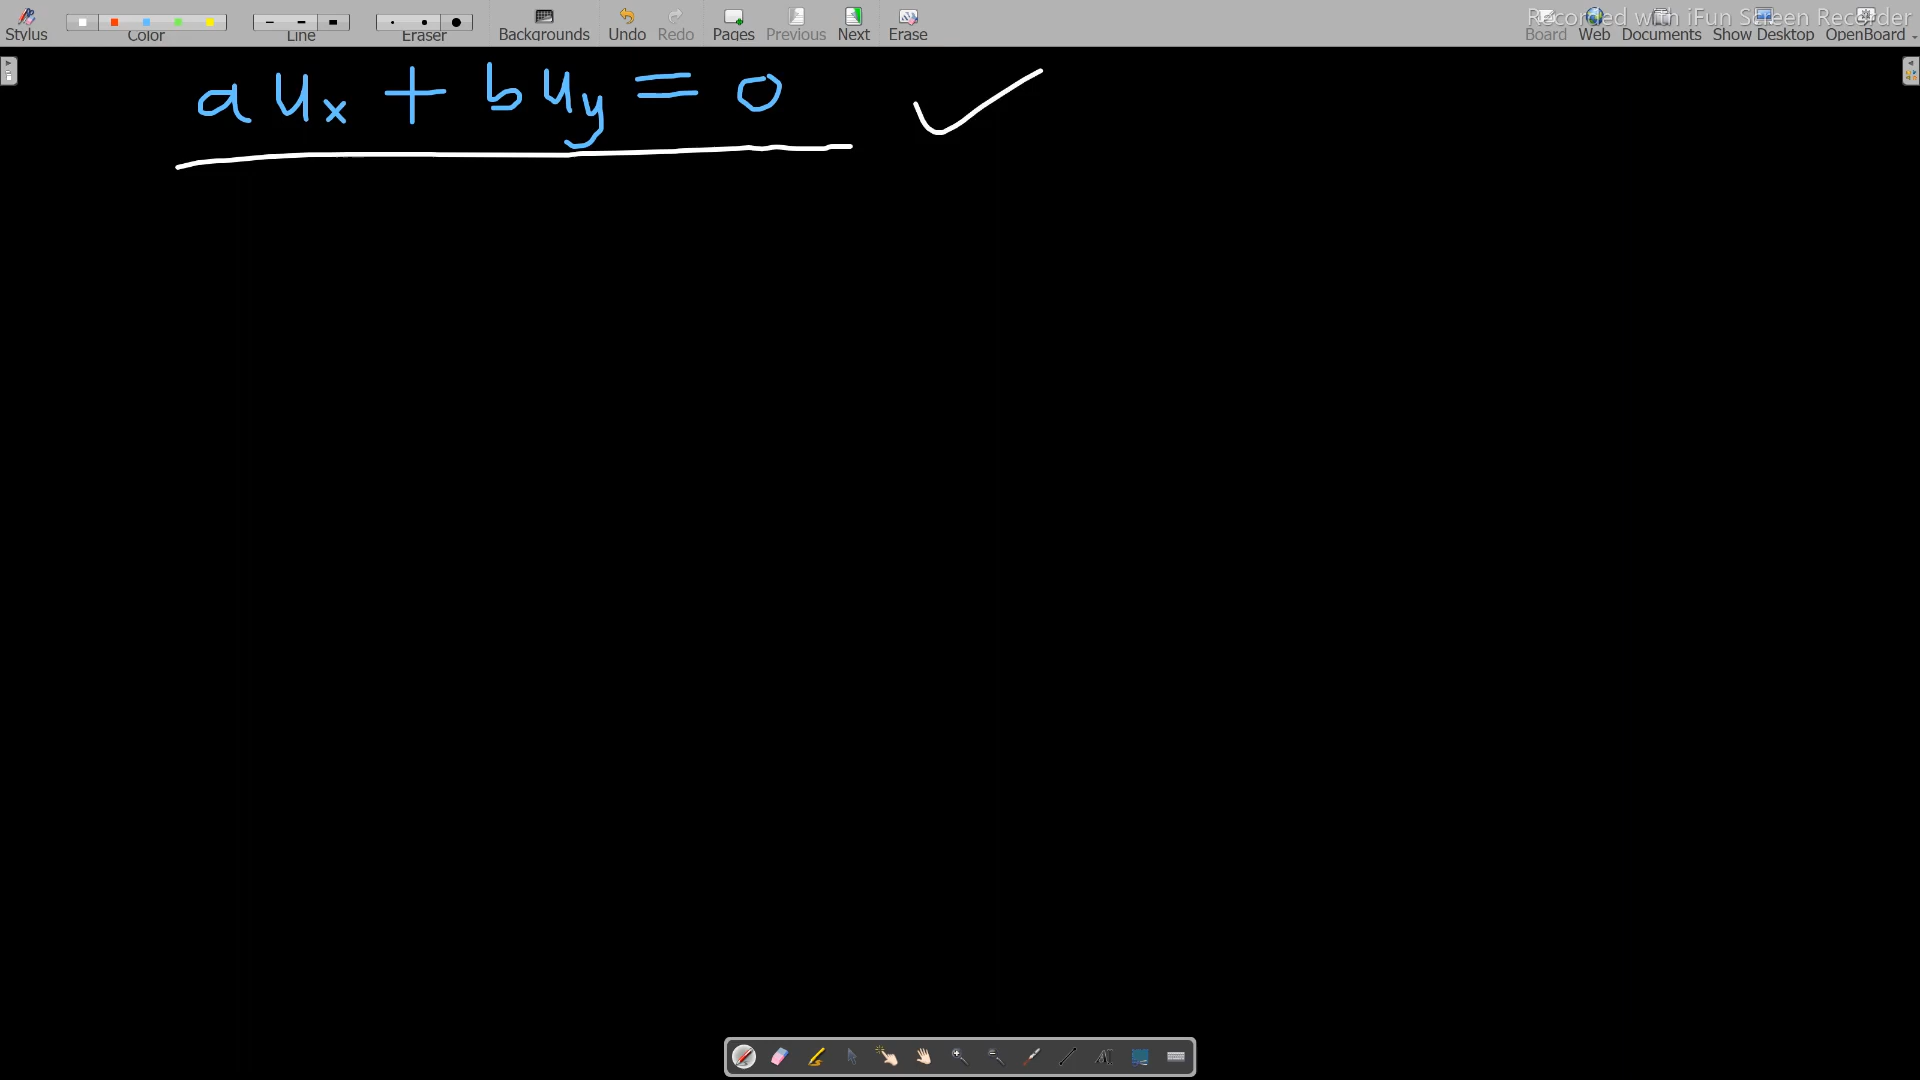 Recorded with iFun Screen Recorder
Stylus Color Line Eraser Backgrounds Undo Redo Pages Previous Next Erase Board Web Documents Show Desktop OpenBoard
a u_x + b u_y = 0